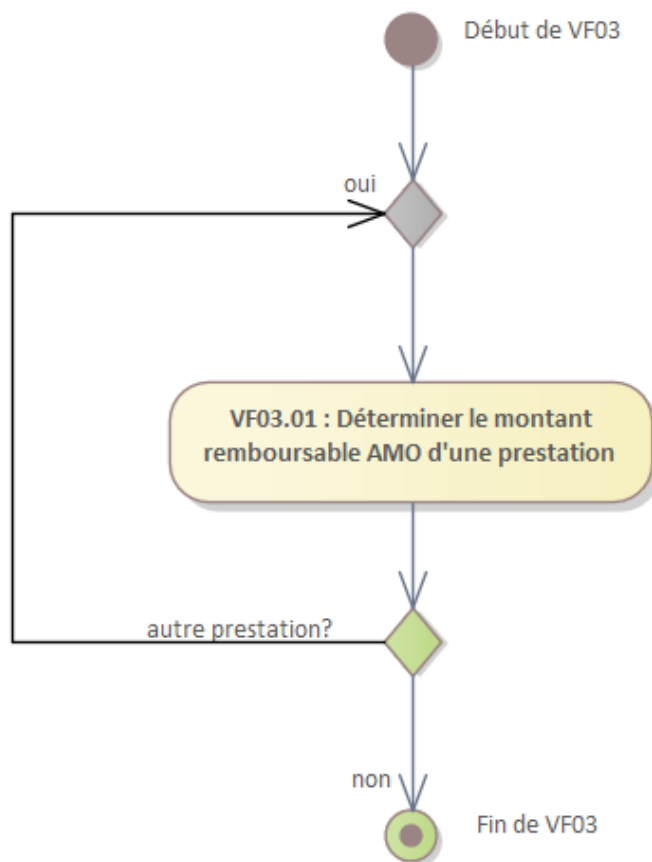 Début de VF03
oui
VF03.01 : Déterminer le montant
remboursable AMO d'une prestation
autre prestation?
non
Fin de VF03